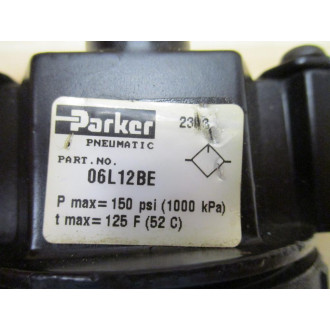 Parker
PNEUMATIC
PART.NO.
06L12BE
P max= 150 psi (1000 kPa)
t max= 125 F (52 C)